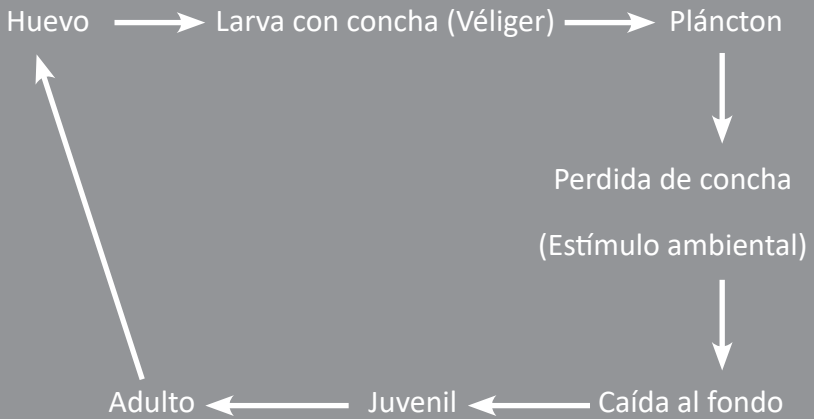 Huevo Larva con concha (Véliger) Pláncton
Perdida de concha
(Estímulo ambiental)
Adulto Juvenil Caída al fondo